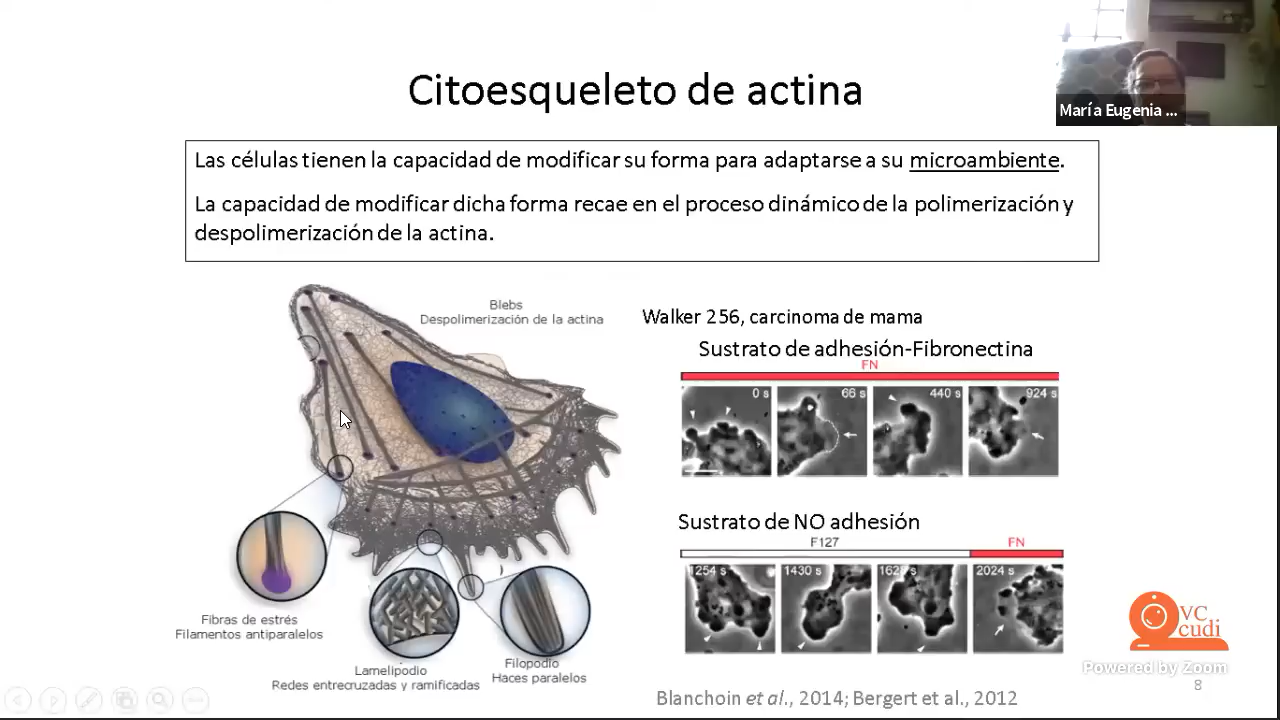 Citoesqueleto de actina
María Eugenia ...
Las células tienen la capacidad de modificar su forma para adaptarse a su microambiente.
La capacidad de modificar dicha forma recae en el proceso dinámico de la polimerización y
despolimerización de la actina.
Blebs
Despolimerización de la actina
Fibras de estrés
Filamentos antiparalelos
Lamelipodio
Redes entrecruzadas y ramificadas
Filopodio
Haces paralelos
Walker 256, carcinoma de mama
Sustrato de adhesión-Fibronectina
FN
0 s
66 s
440 s
924 s
Sustrato de NO adhesión
F127
FN
1254 s
1430 s
2024 s
Blanchoin et al., 2014; Bergert et al., 2012
VC
cudi
Powered by Zoom
8